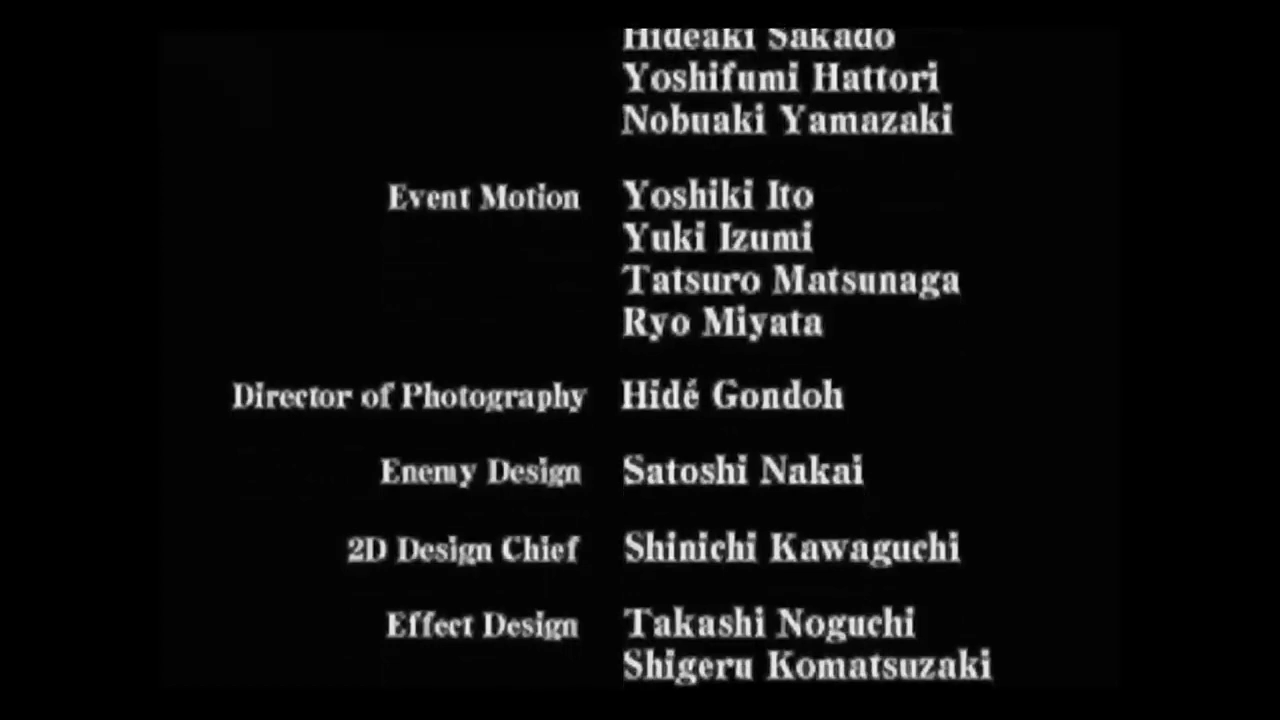 Hideaki Sakado
Yoshifumi Hattori
Nobuaki Yamazaki
Event Motion Yoshiki Ito
Yuki Izumi
Tatsuro Matsunaga
Ryo Miyata
Director of Photography Hidé Gondoh
Enemy Design Satoshi Nakai
2D Design Chief Shinichi Kawaguchi
Effect Design Takashi Noguchi
Shigeru Komatsuzaki